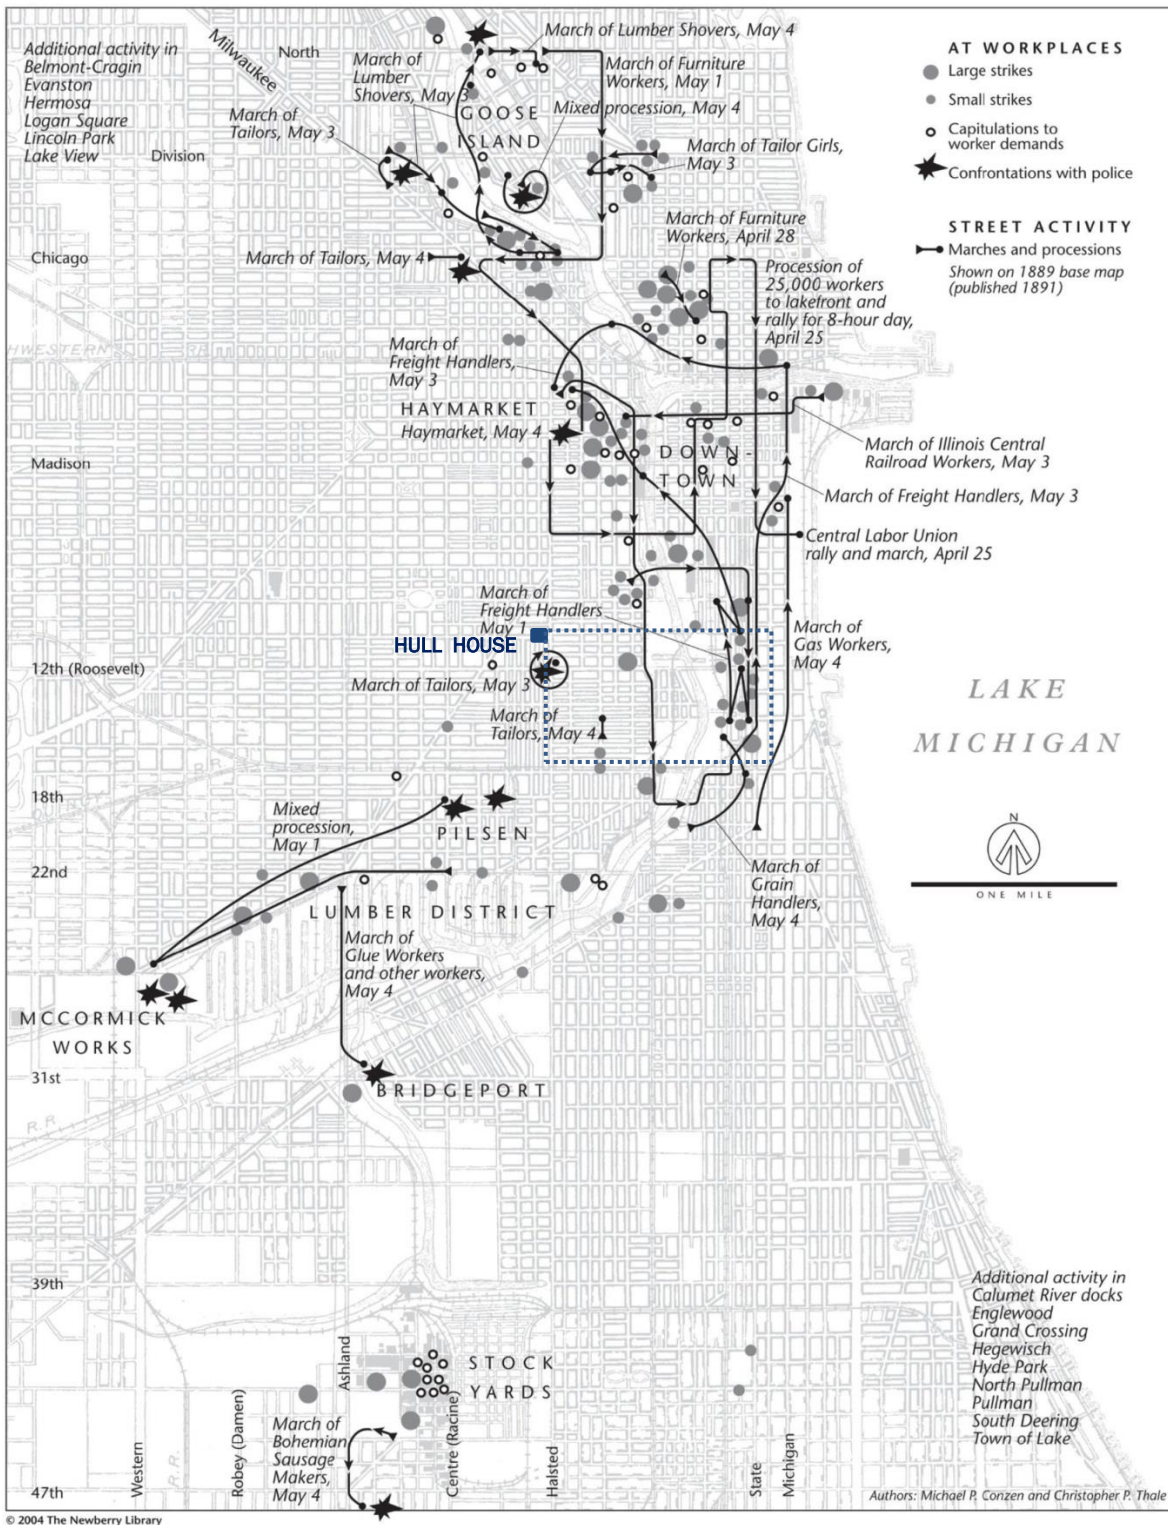 Additional activity in
Belmont-Cragin
Evanston
Hermosa
Logan Square
Lincoln Park
Lake View
Milwaukee
North
Division
Chicago
Madison
12th (Roosevelt)
18th
22nd
31st
39th
47th
March of
Lumber
Shovers, May 3
March of Lumber Shovers, May 4
March of Furniture
Workers, May 1
GOOSE
ISLAND
Mixed procession, May 4
March of
Tailors, May 3
March of Tailor Girls,
May 3
March of Furniture
Workers, April 28
March of Tailors, May 4
Procession of
25,000 workers
to lakefront and
rally for 8-hour day,
April 25
HWESTERN
R.R.
March of
Freight Handlers,
May 3
HAYMARKET
Haymarket, May 4
DOWN-
TOWN
March of Illinois Central
Railroad Workers, May 3
March of Freight Handlers, May 3
Central Labor Union
rally and march, April 25
March of
Freight Handlers
May 1
HULL HOUSE
March of
Gas Workers,
May 4
March of Tailors, May 3
March of
Tailors, May 4
Mixed
procession,
May 1
PILSEN
LUMBER DISTRICT
March of
Grain
Handlers,
May 4
March of
Glue Workers
and other workers,
May 4
MCCORMICK
WORKS
BRIDGEPORT
R.R.
STOCK
YARDS
March of
Bohemian
Sausage
Makers,
May 4
R.R.
Western
Robey (Damen)
Ashland
Centre (Racine)
Halsted
State
Michigan
AT WORKPLACES
Large strikes
Small strikes
Capitulations to
worker demands
Confrontations with police
STREET ACTIVITY
Marches and processions
Shown on 1889 base map
(published 1891)
LAKE
MICHIGAN
N
ONE MILE
Additional activity in
Calumet River docks
Englewood
Grand Crossing
Hegewisch
Hyde Park
North Pullman
Pullman
South Deering
Town of Lake
Authors: Michael P. Conzen and Christopher P. Thale
© 2004 The Newberry Library